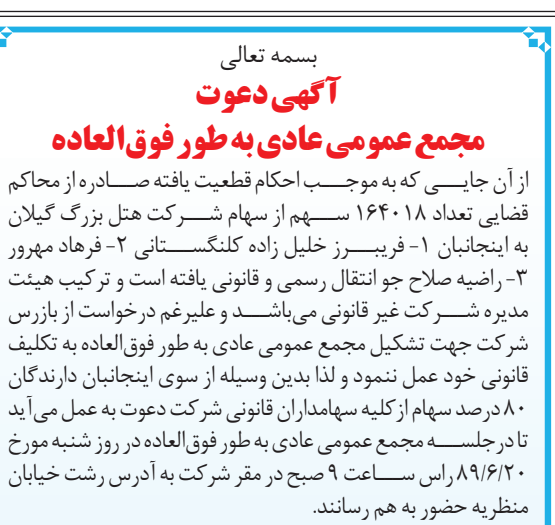 بسمه تعالی
آگهی دعوت
مجمع عمومی عادی به طور فوق‌العاده
از آن جایی که به موجب احکام قطعیت یافته صادره از محاکم
قضایی تعداد ۱۶۴۰۱۸ سهم از سهام شرکت هتل بزرگ گیلان
به اینجانبان ۱- فریبرز خلیل زاده کلنگستانی ۲- فرهاد مهرور
۳- راضیه صلاح جو انتقال رسمی و قانونی یافته است و ترکیب هیئت
مدیره شرکت غیر قانونی می‌باشد و علیرغم درخواست از بازرس
شرکت جهت تشکیل مجمع عمومی عادی به طور فوق‌العاده به تکلیف
قانونی خود عمل ننمود و لذا بدین وسیله از سوی اینجانبان دارندگان
۸۰ درصد سهام از کلیه سهامداران قانونی شرکت دعوت به عمل می‌آید
تا در جلسه مجمع عمومی عادی به طور فوق‌العاده در روز شنبه مورخ
۸۹/۶/۲۰ راس ساعت ۹ صبح در مقر شرکت به آدرس رشت خیابان
منظریه حضور به هم رسانند.